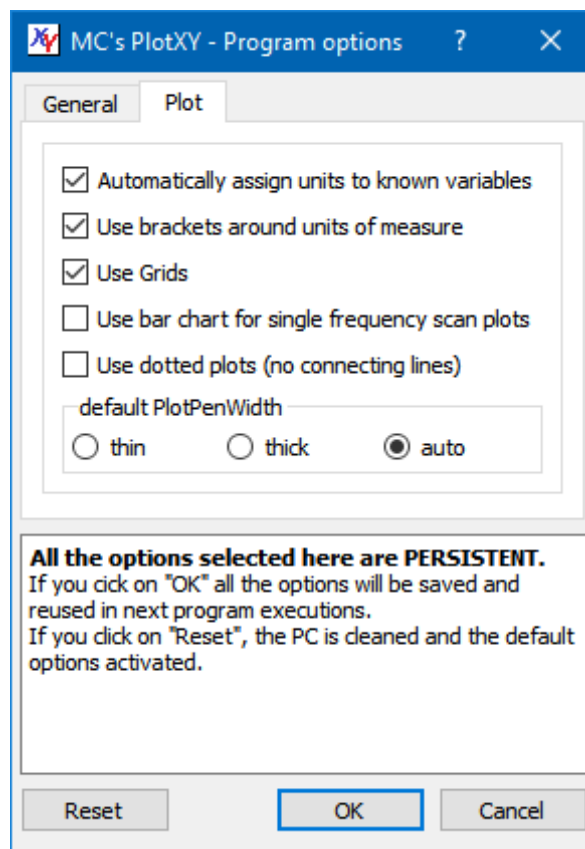 MC's PlotXY - Program options ?
General Plot
Automatically assign units to known variables
Use brackets around units of measure
Use Grids
Use bar chart for single frequency scan plots
Use dotted plots (no connecting lines)
default PlotPenWidth
thin thick auto
All the options selected here are PERSISTENT.
If you cick on "OK" all the options will be saved and
reused in next program executions.
If you click on "Reset", the PC is cleaned and the default
options activated.
Reset OK Cancel